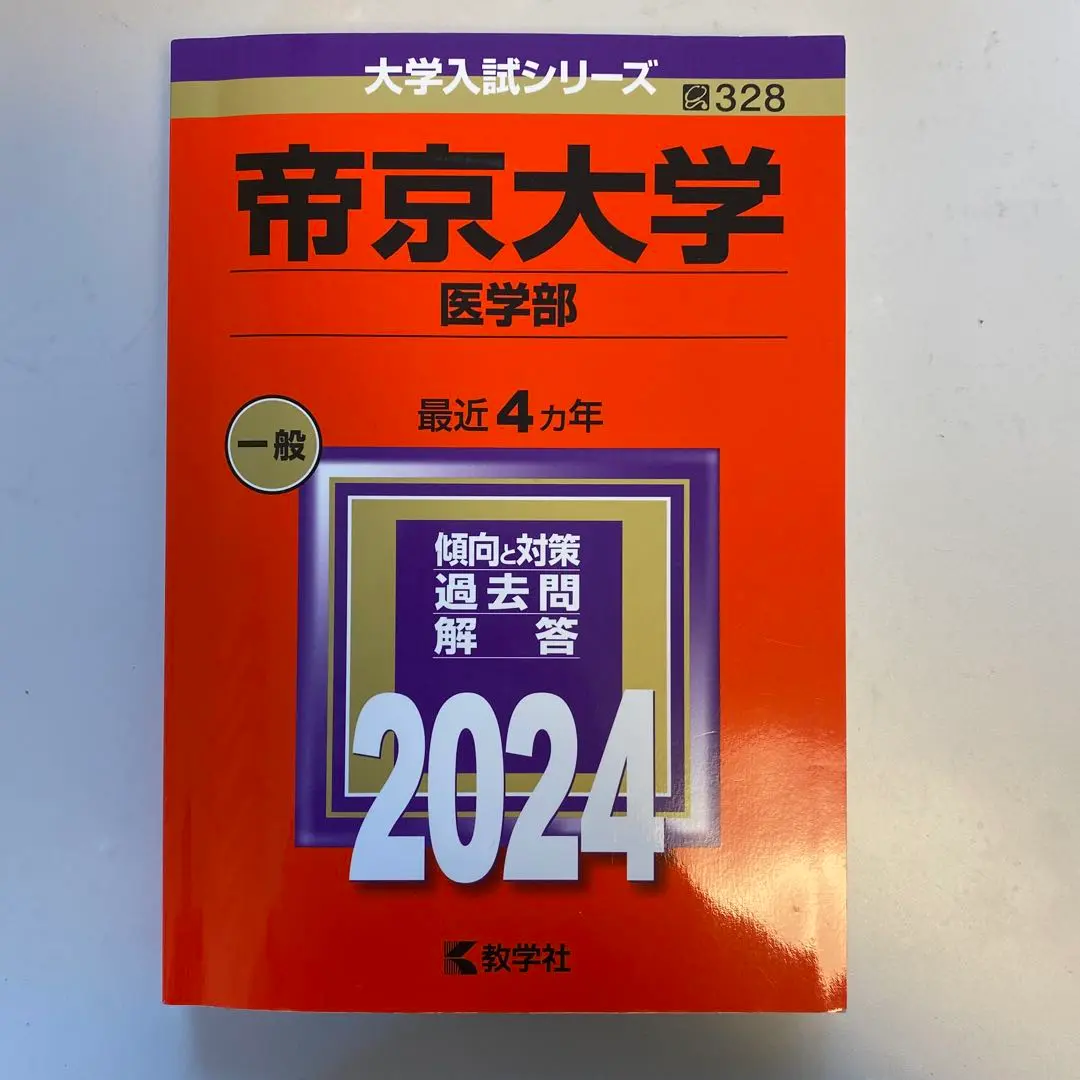 大学入試シリーズ
328
帝京大学
医学部
最近4カ年
一般
傾向と対策
過去問
解答
2024
教学社